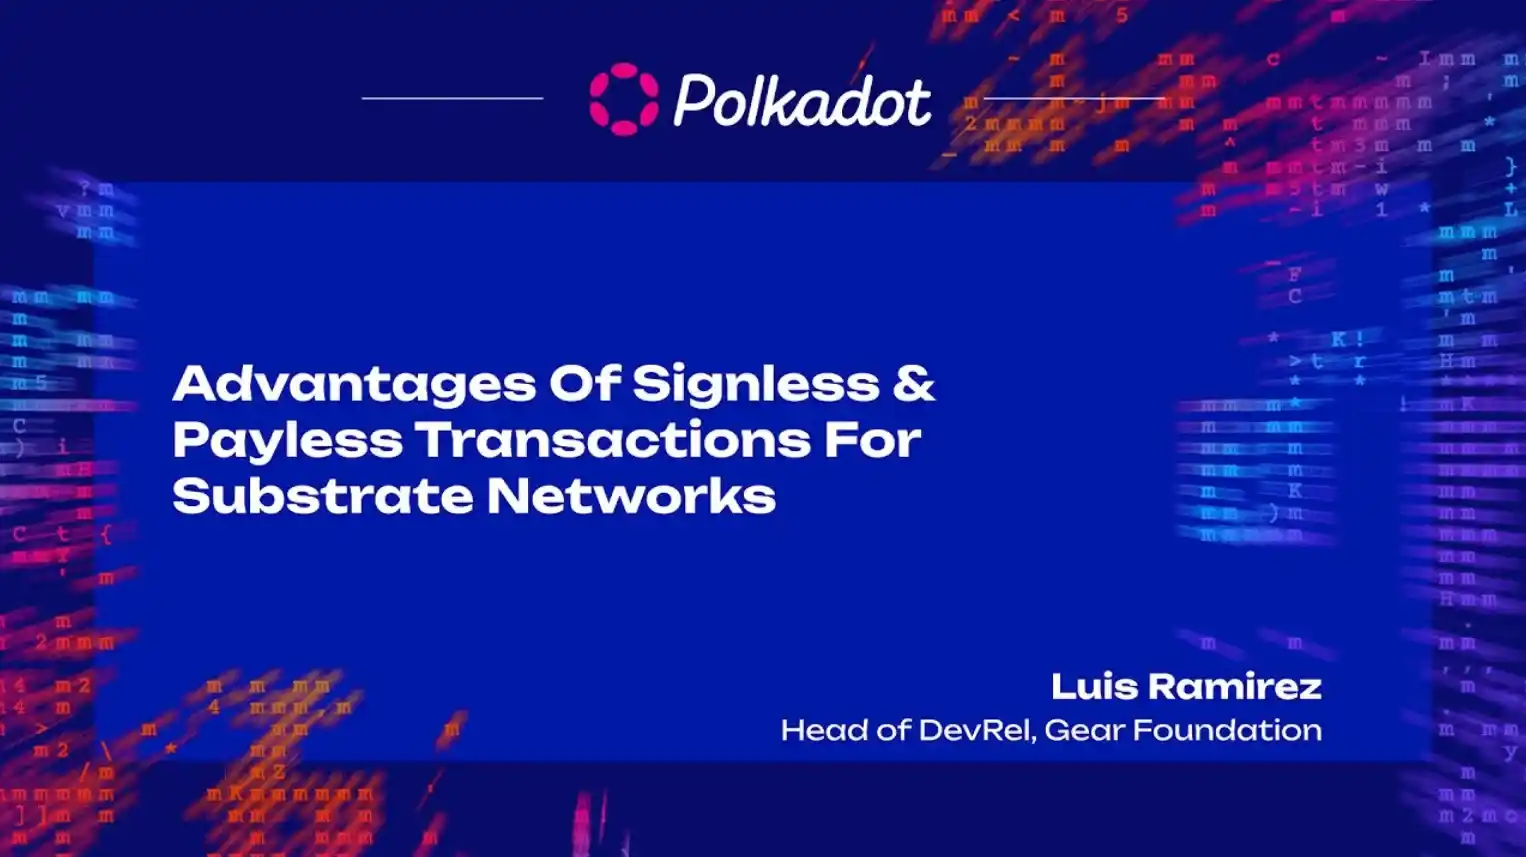 Polkadot
Advantages Of Signless &
Payless Transactions For
Substrate Networks
Luis Ramirez
Head of DevRel, Gear Foundation